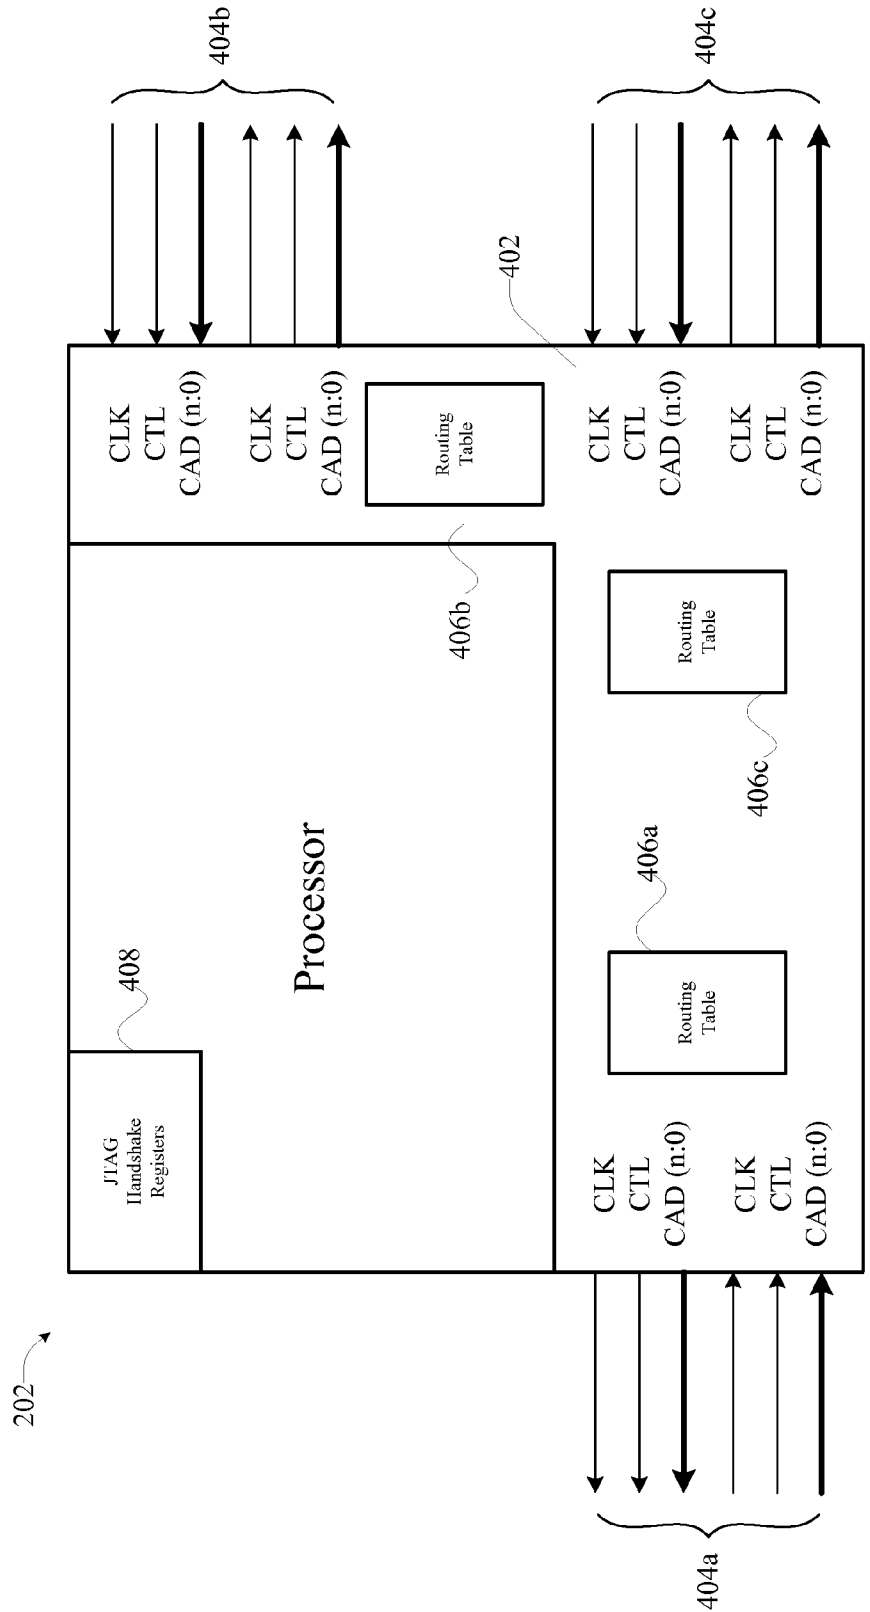 202
JTAG
Handshake
Registers
408
Processor
CLK
CTL
CAD (n:0)
CLK
CTL
CAD (n:0)
404b
Routing
Table
406b
402
404a
CLK
CTL
CAD (n:0)
CLK
CTL
CAD (n:0)
Routing
Table
406a
Routing
Table
406c
CLK
CTL
CAD (n:0)
CLK
CTL
CAD (n:0)
404c